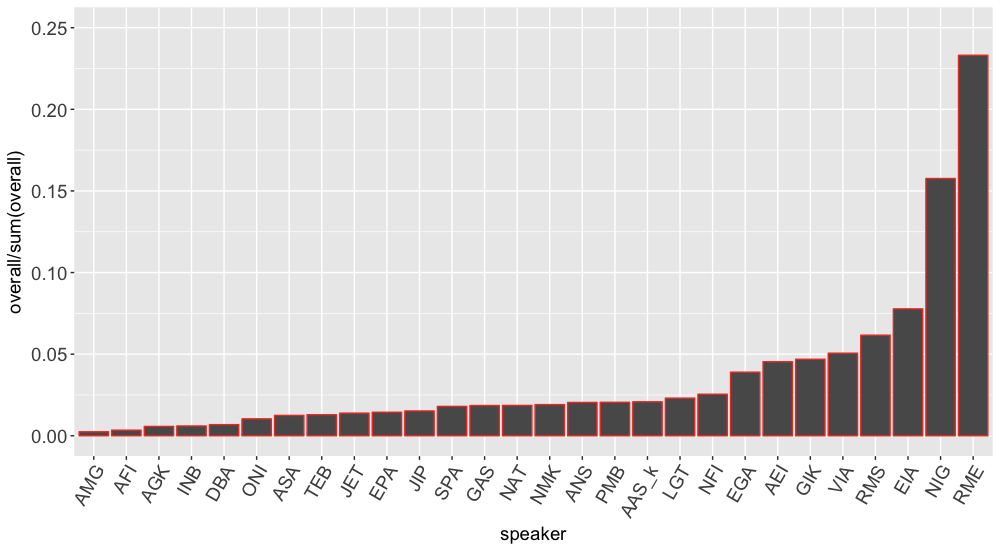 0.25
0.20
0.15
0.10
0.05
0.00
overall/sum(overall)
AMG AFI AGK INB DBA ONI ASA TEB JET EPA JIP SPA GAS NAT NMK ANS PMB AAS_k LGT NFI EGA AEI GIK VIA RMS EIA NIG RME
speaker